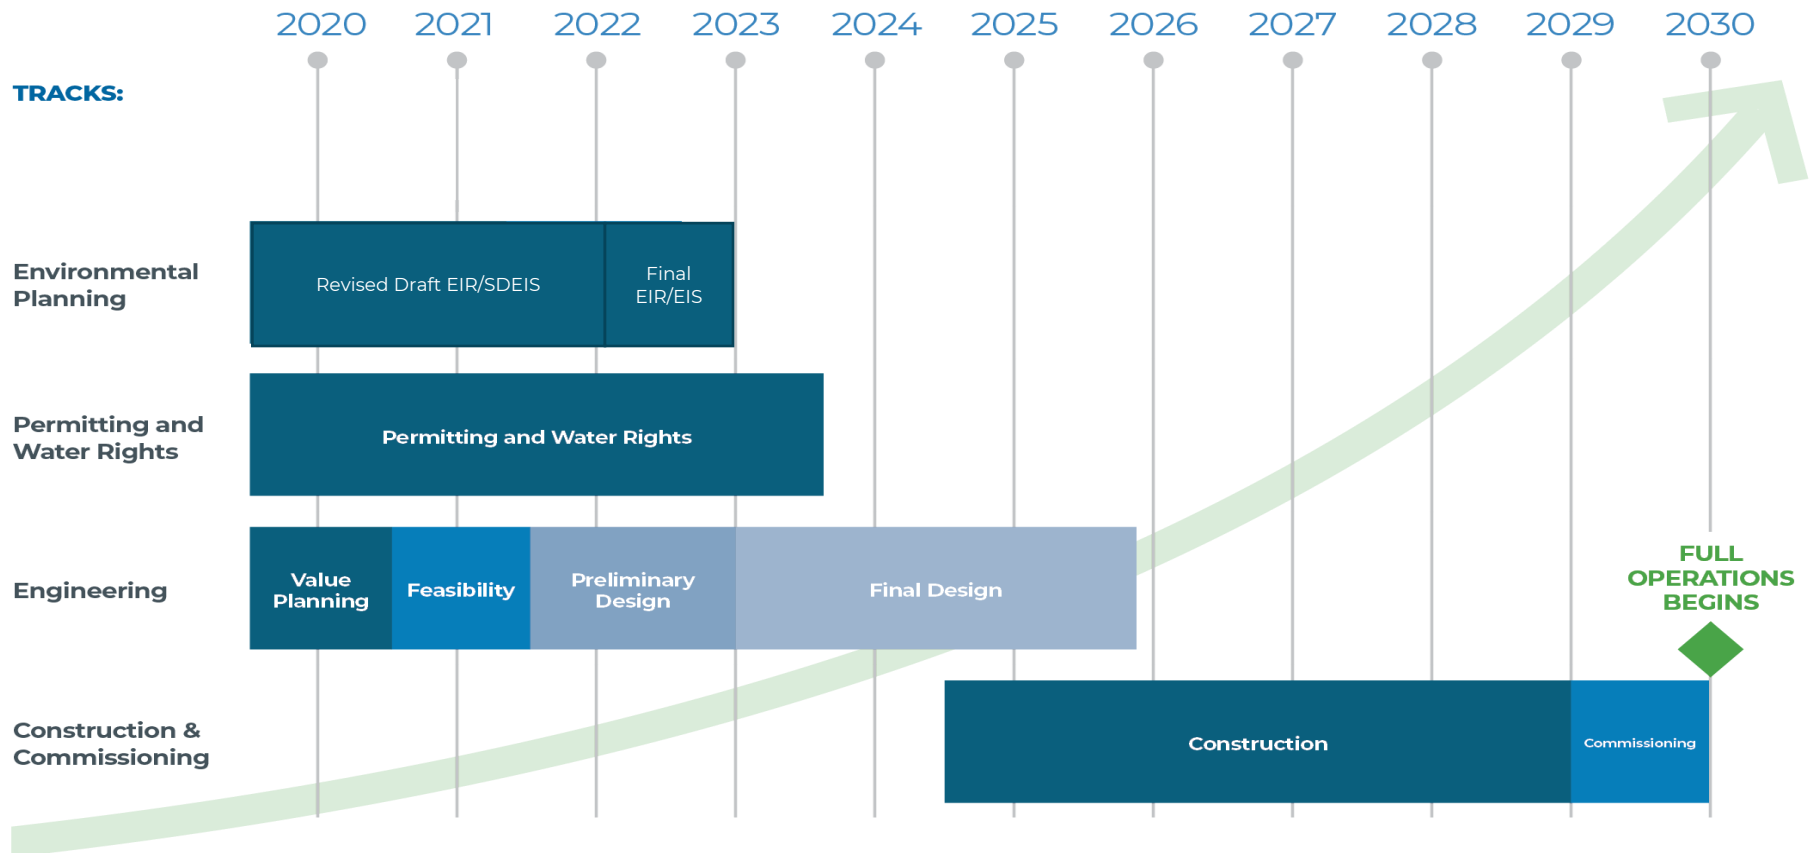 2020 2021 2022 2023 2024 2025 2026 2027 2028 2029 2030
TRACKS:
Environmental
Planning
Revised Draft EIR/SDEIS
Final
EIR/EIS
Permitting and
Water Rights
Permitting and Water Rights
Engineering
Value
Planning
Feasibility
Preliminary
Design
Final Design
FULL
OPERATIONS
BEGINS
Construction &
Commissioning
Construction
Commissioning